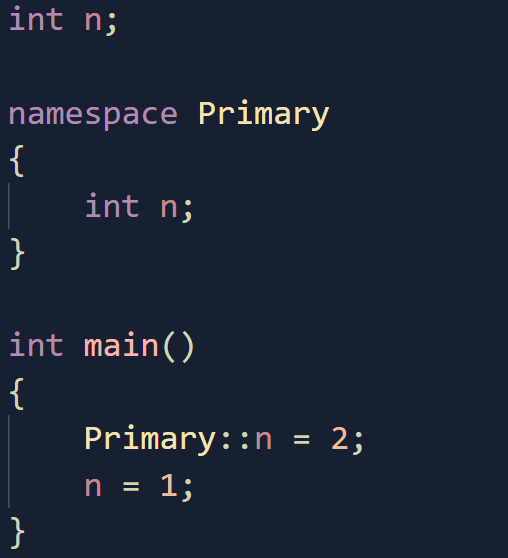 int n;

namespace Primary
{
    int n;
}

int main()
{
    Primary::n = 2;
    n = 1;
}